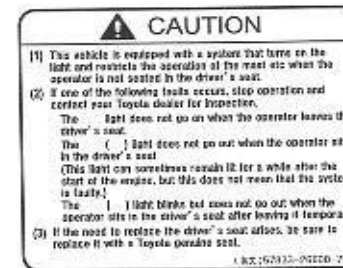 CAUTION
(1) This vehicle is equipped with a system that turns on the
light and restricts the operation of the mast etc when the
operator is not seated in the driver's seat.
(2) If one of the following faults occurs, stop operation and
contact your Toyota dealer for inspection.
The light does not go on when the operator leaves th
driver's seat.
The ( ) light does not go out when the operator sit
in the driver's seat
(This light can sometimes remain lit for a while after the
start of the engine, but this does not mean that the syste
is faulty.)
The ( ) light blinks but does not go out when the
operator sits in the driver's seat after leaving it tempora
(3) If the need to replace the driver's seat arises, be sure to
replace it with a Toyota genuine seat.